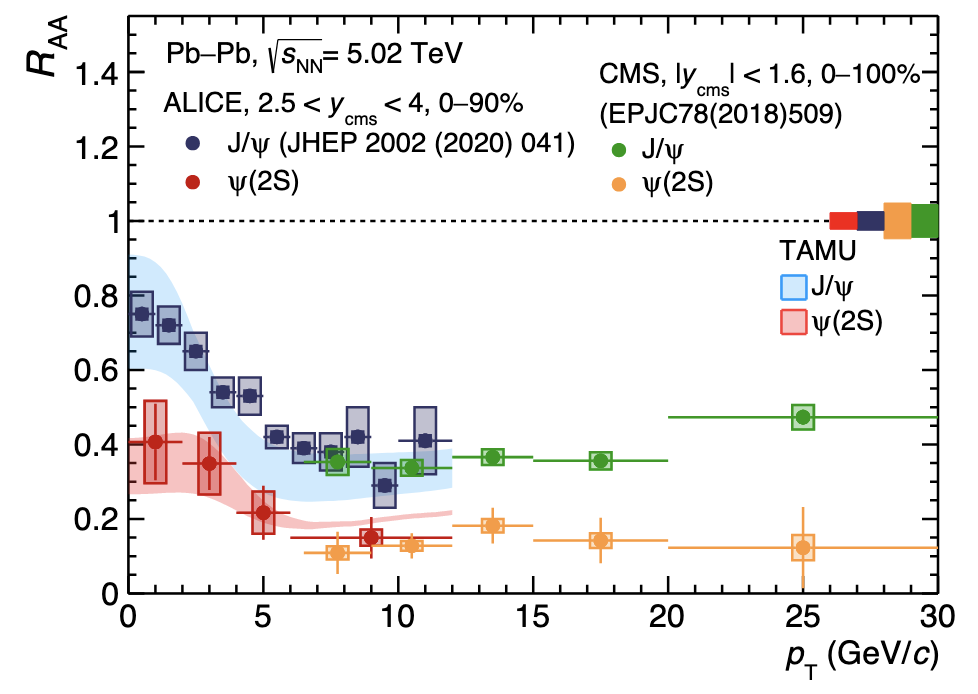 R_AA
Pb–Pb, √s_NN = 5.02 TeV
ALICE, 2.5 < y_cms < 4, 0–90%
J/ψ (JHEP 2002 (2020) 041)
ψ(2S)
CMS, |y_cms| < 1.6, 0–100%
(EPJC78(2018)509)
J/ψ
ψ(2S)
TAMU
J/ψ
ψ(2S)
1.4
1.2
1
0.8
0.6
0.4
0.2
0
0 5 10 15 20 25 30
p_T (GeV/c)